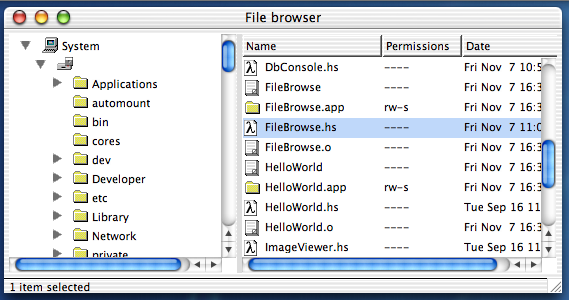 File browser
System
Applications
automount
bin
cores
dev
Developer
etc
Library
Network
private
Name Permissions Date
DbConsole.hs ---- Fri Nov 7 10:5
FileBrowse ---- Fri Nov 7 16:3
FileBrowse.app rw-s Fri Nov 7 16:3
FileBrowse.hs ---- Fri Nov 7 11:0
FileBrowse.o ---- Fri Nov 7 16:3
HelloWorld ---- Fri Nov 7 16:3
HelloWorld.app rw-s Fri Nov 7 16:3
HelloWorld.hs ---- Tue Sep 16 11
HelloWorld.o ---- Fri Nov 7 16:3
ImageViewer.hs ---- Tue Sep 16 11
1 item selected